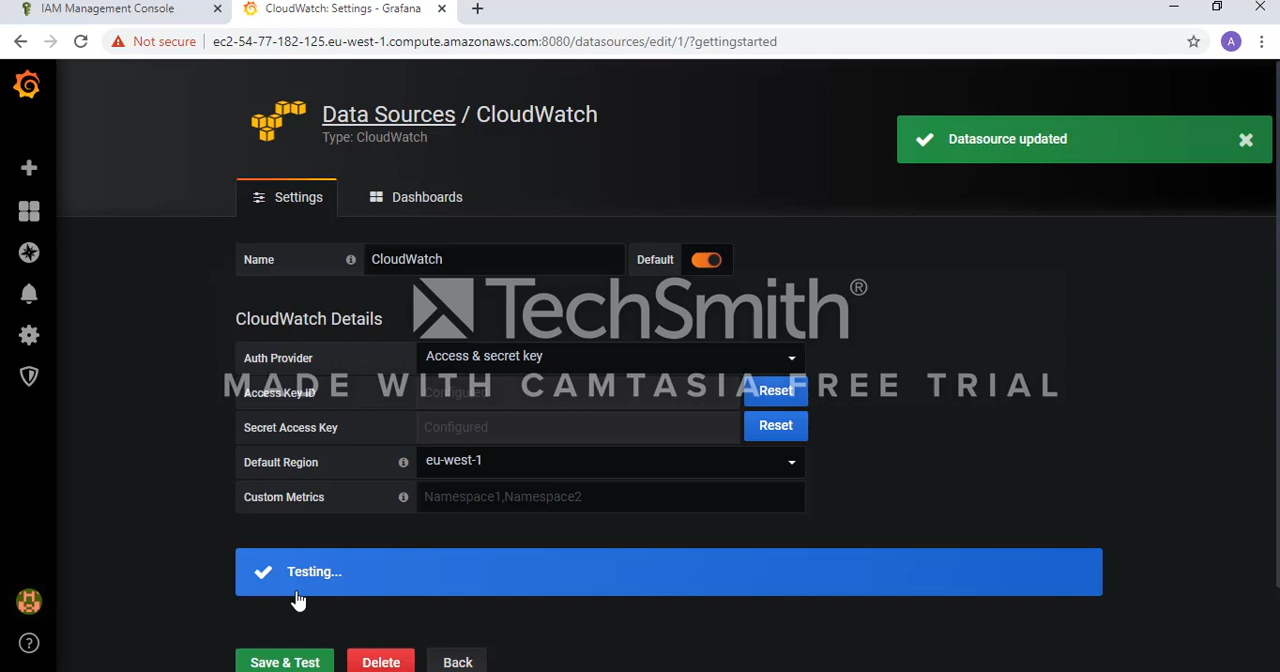 IAM Management Console
CloudWatch: Settings - Grafana
Not secure
ec2-54-77-182-125.eu-west-1.compute.amazonaws.com:8080/datasources/edit/1/?gettingstarted
A
Data Sources / CloudWatch
Type: CloudWatch
Datasource updated
Settings
Dashboards
Name
CloudWatch
Default
CloudWatch Details
TechSmith®
MADE WITH CAMTASIA FREE TRIAL
Auth Provider
Access & secret key
Access Key ID
Configured
Reset
Secret Access Key
Configured
Reset
Default Region
eu-west-1
Custom Metrics
Namespace1,Namespace2
Testing...
Save & Test
Delete
Back